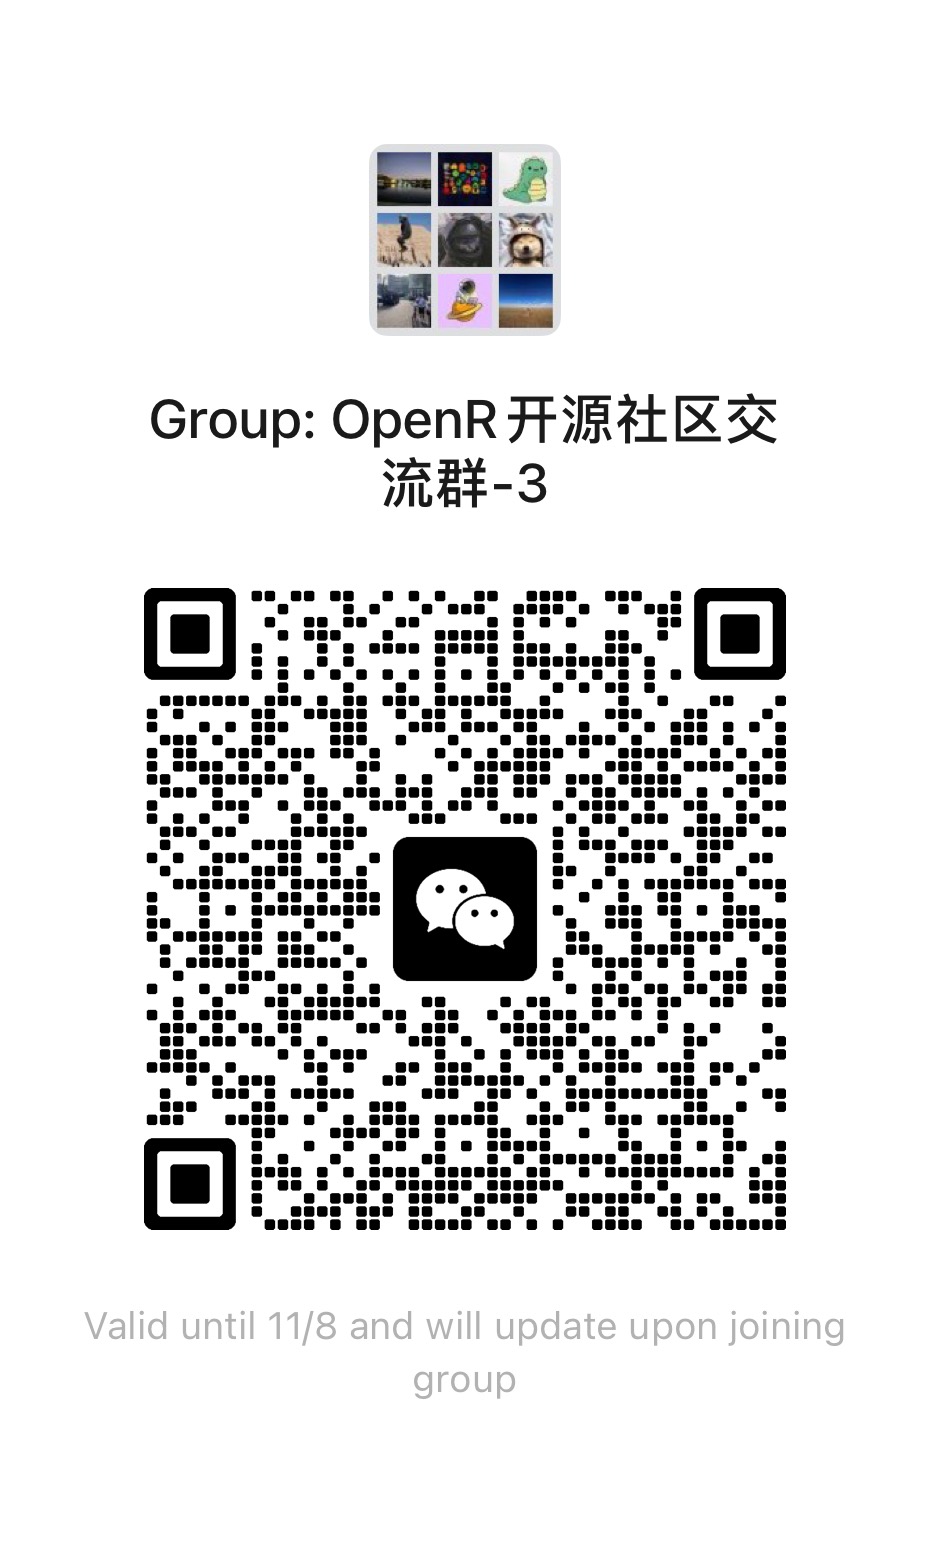 Group: OpenR开源社区交
流群-3
Valid until 11/8 and will update upon joining
group